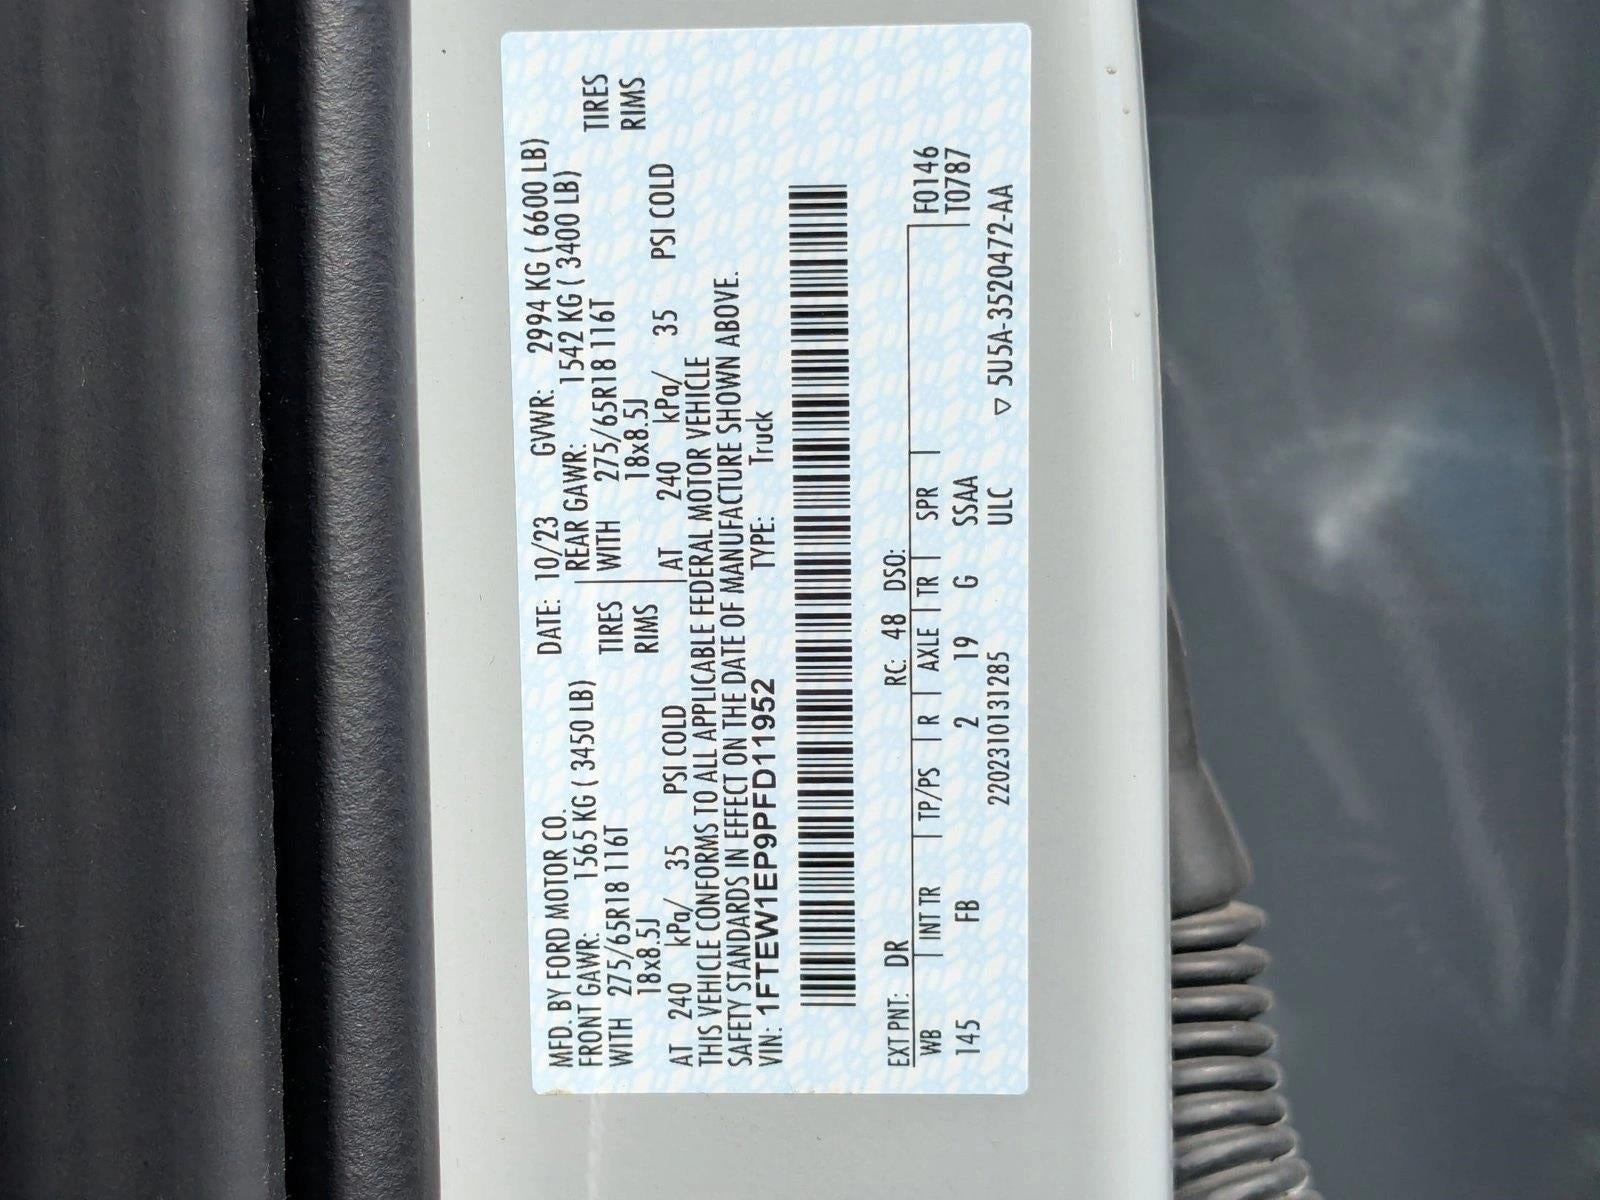 MFD. BY FORD MOTOR CO. DATE: 10/23 GVWR: 2994 KG ( 6600 LB)
FRONT GAWR: 1565 KG ( 3450 LB) REAR GAWR: 1542 KG ( 3400 LB)
WITH 275/65R18 116T TIRES WITH 275/65R18 116T TIRES
18x8.5J RIMS 18x8.5J RIMS
AT 240 kPa/ 35 PSI COLD AT 240 kPa/ 35 PSI COLD
THIS VEHICLE CONFORMS TO ALL APPLICABLE FEDERAL MOTOR VEHICLE
SAFETY STANDARDS IN EFFECT ON THE DATE OF MANUFACTURE SHOWN ABOVE.
VIN: 1FTEW1EP9PFD11952 TYPE: Truck
EXT PNT: DR RC: 48 DSO:
WB INT TR TP/PS R AXLE TR SPR F0146
145 FB 2 19 G SSAA T0787
2202310131285 ULC ▽ 5U5A-3520472-AA